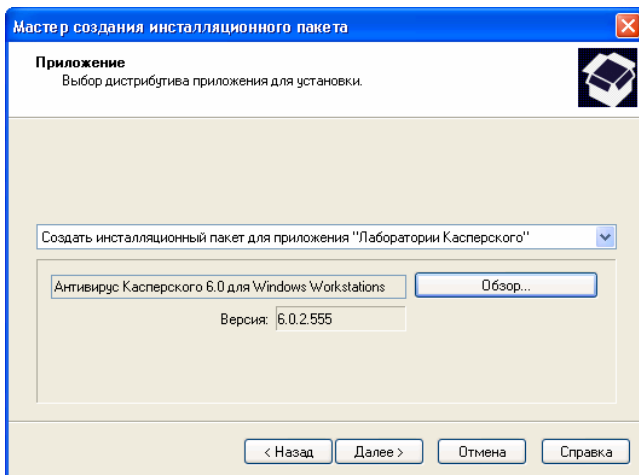 Мастер создания инсталляционного пакета
Приложение
Выбор дистрибутива приложения для установки.
Создать инсталляционный пакет для приложения "Лаборатории Касперского"
Антивирус Касперского 6.0 для Windows Workstations
Обзор...
Версия: 6.0.2.555
< Назад
Далее >
Отмена
Справка